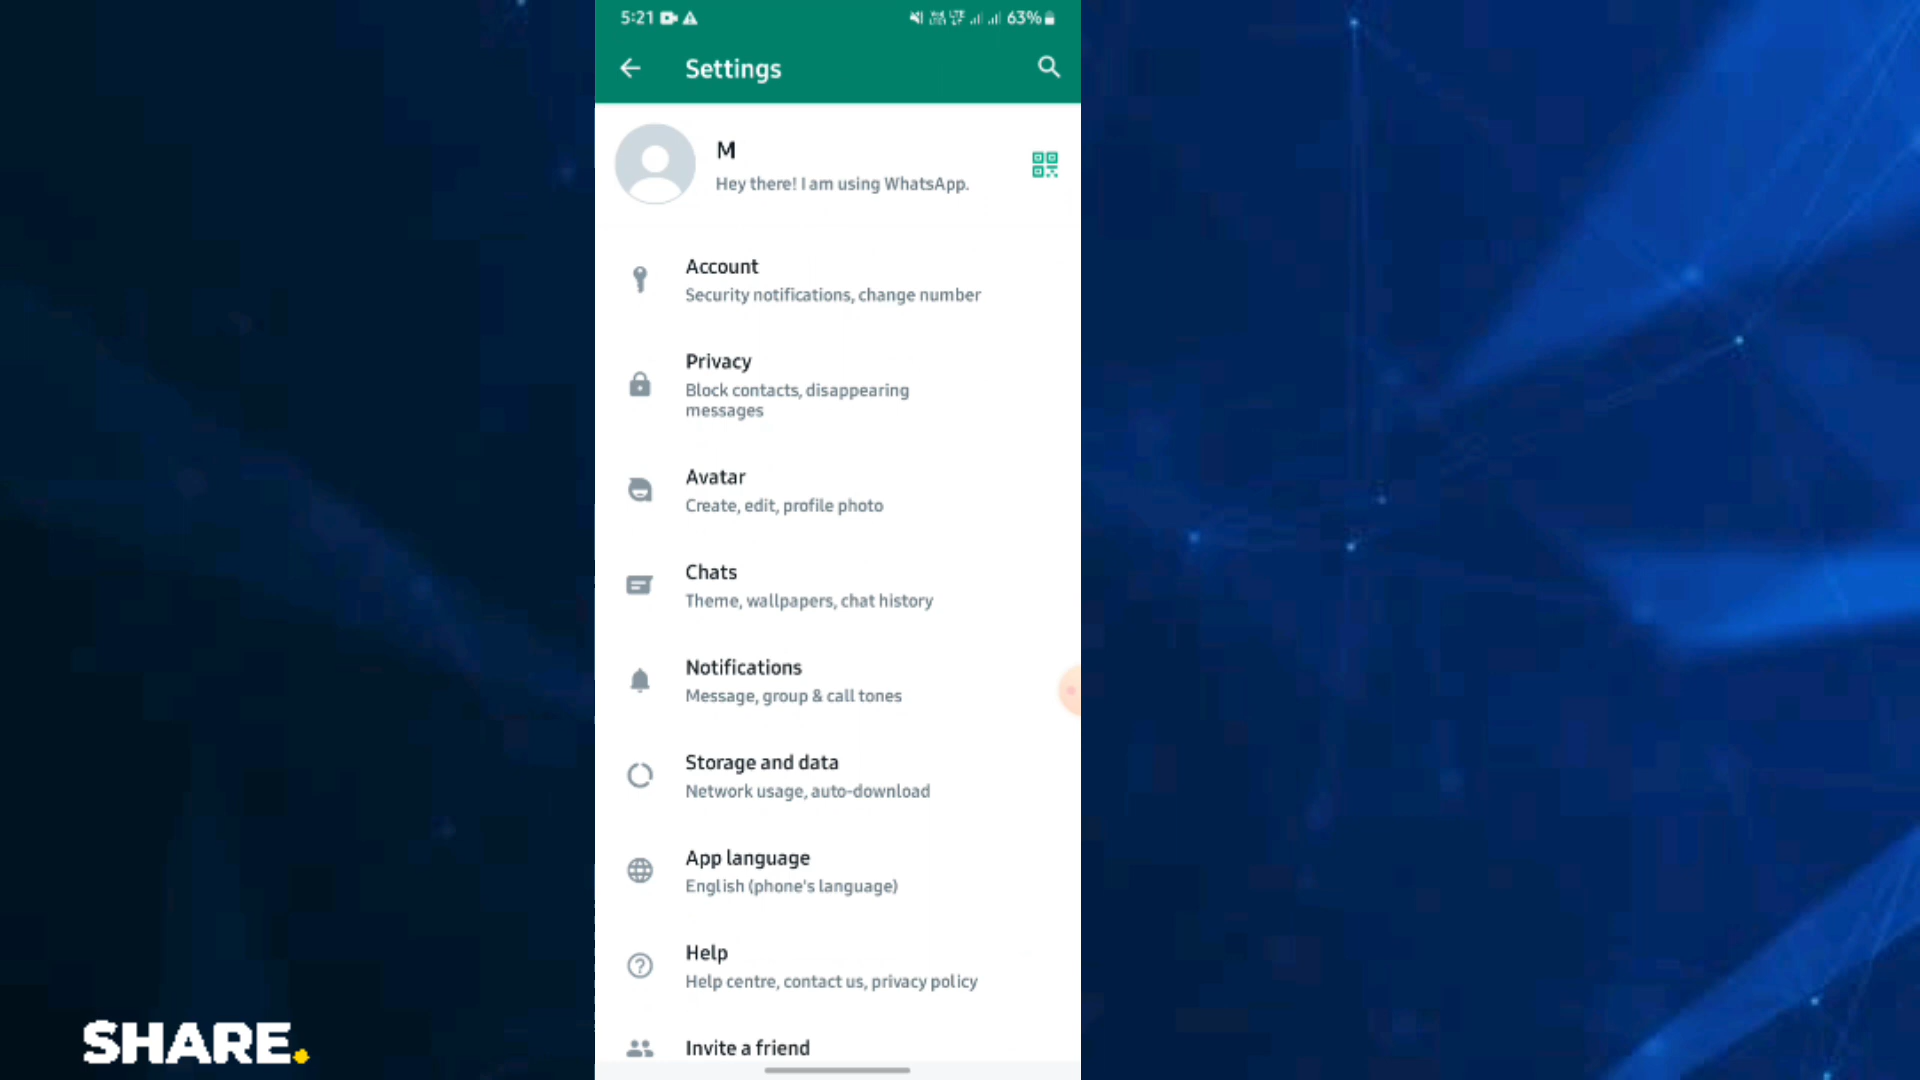 5:21 63%
Settings
M
Hey there! I am using WhatsApp.
Account
Security notifications, change number
Privacy
Block contacts, disappearing
messages
Avatar
Create, edit, profile photo
Chats
Theme, wallpapers, chat history
Notifications
Message, group & call tones
Storage and data
Network usage, auto-download
App language
English (phone's language)
Help
Help centre, contact us, privacy policy
Invite a friend
SHARE.